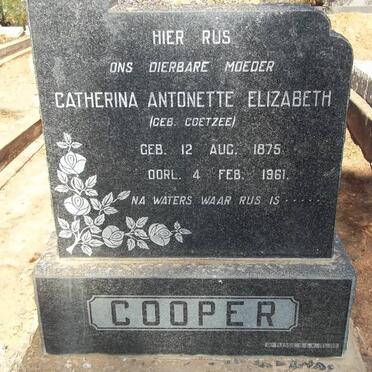 HIER RUS
ONS DIERBARE MOEDER
CATHERINA ANTONETTE ELIZABETH
(GEB. COETZEE)
GEB. 12 AUG. 1875
OORL. 4 FEB. 1961.
NA WATERS WAAR RUS IS ......
COOPER